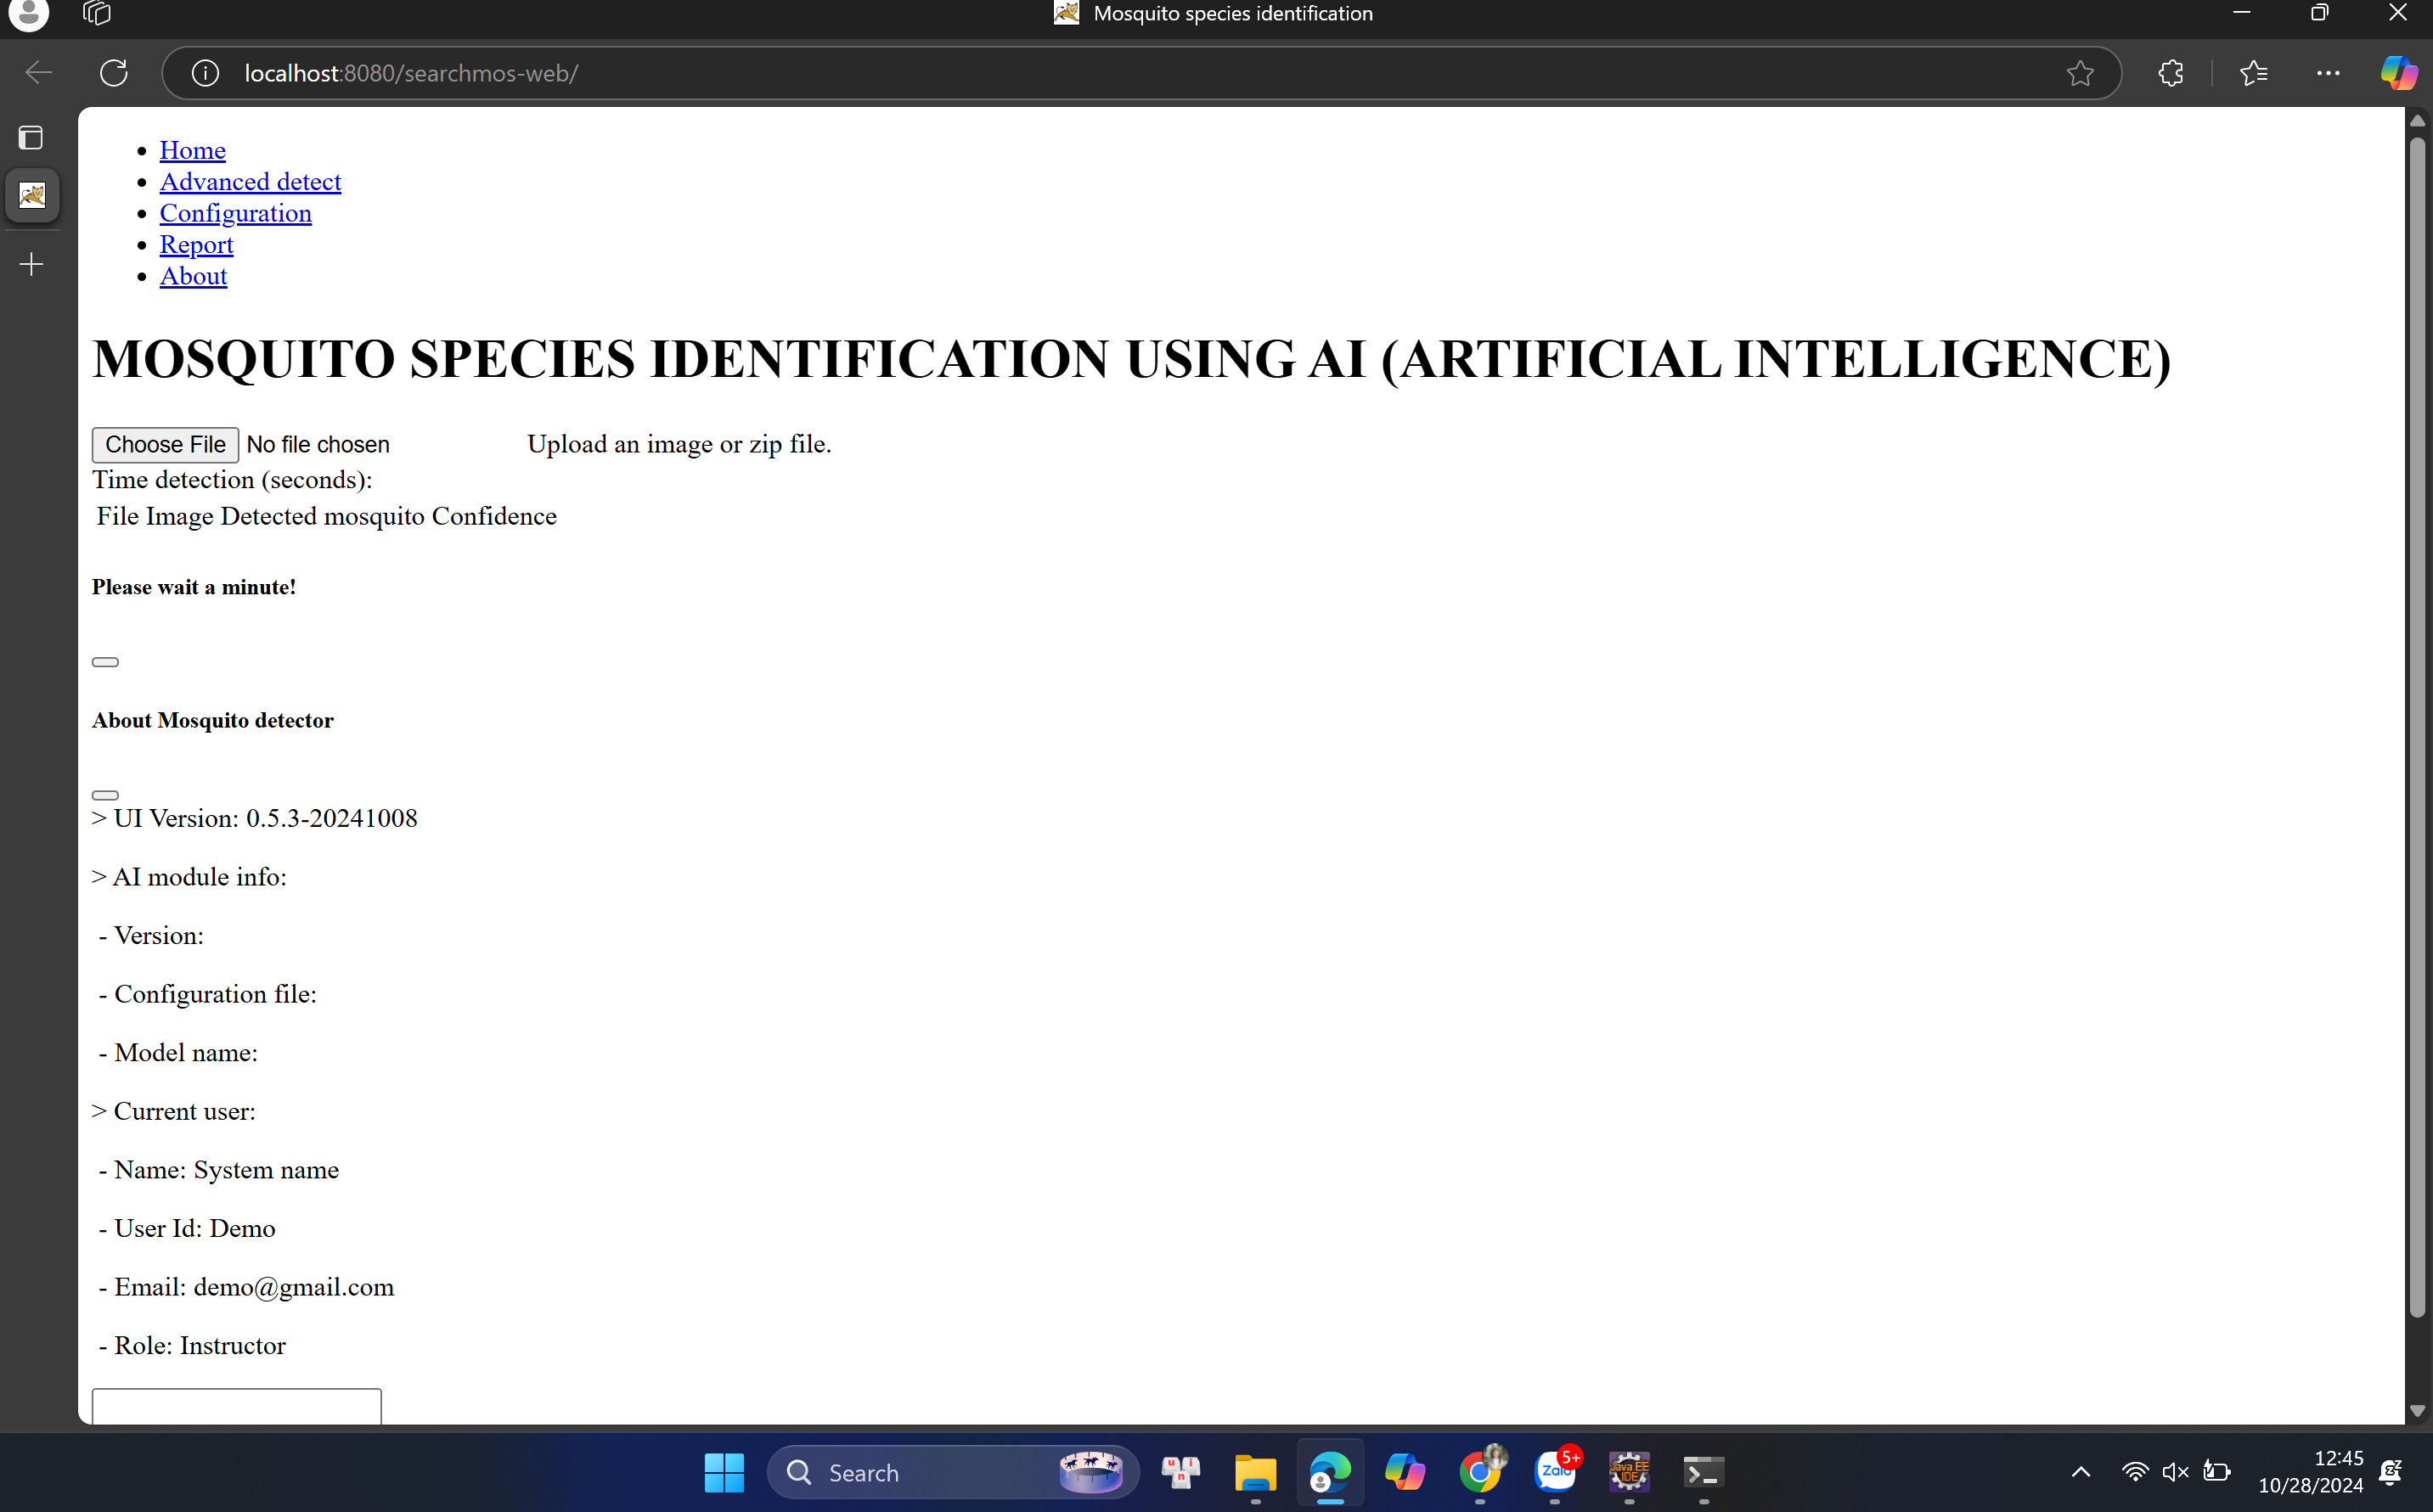 Mosquito species identification
localhost:8080/searchmos-web/
Home
Advanced detect
Configuration
Report
About
MOSQUITO SPECIES IDENTIFICATION USING AI (ARTIFICIAL INTELLIGENCE)
Choose File No file chosen Upload an image or zip file.
Time detection (seconds):
File Image Detected mosquito Confidence
Please wait a minute!
About Mosquito detector
> UI Version: 0.5.3-20241008
> AI module info:
- Version:
- Configuration file:
- Model name:
> Current user:
- Name: System name
- User Id: Demo
- Email: demo@gmail.com
- Role: Instructor
Search
u n i
Zalo
5+
Java EE
IDE
12:45
10/28/2024